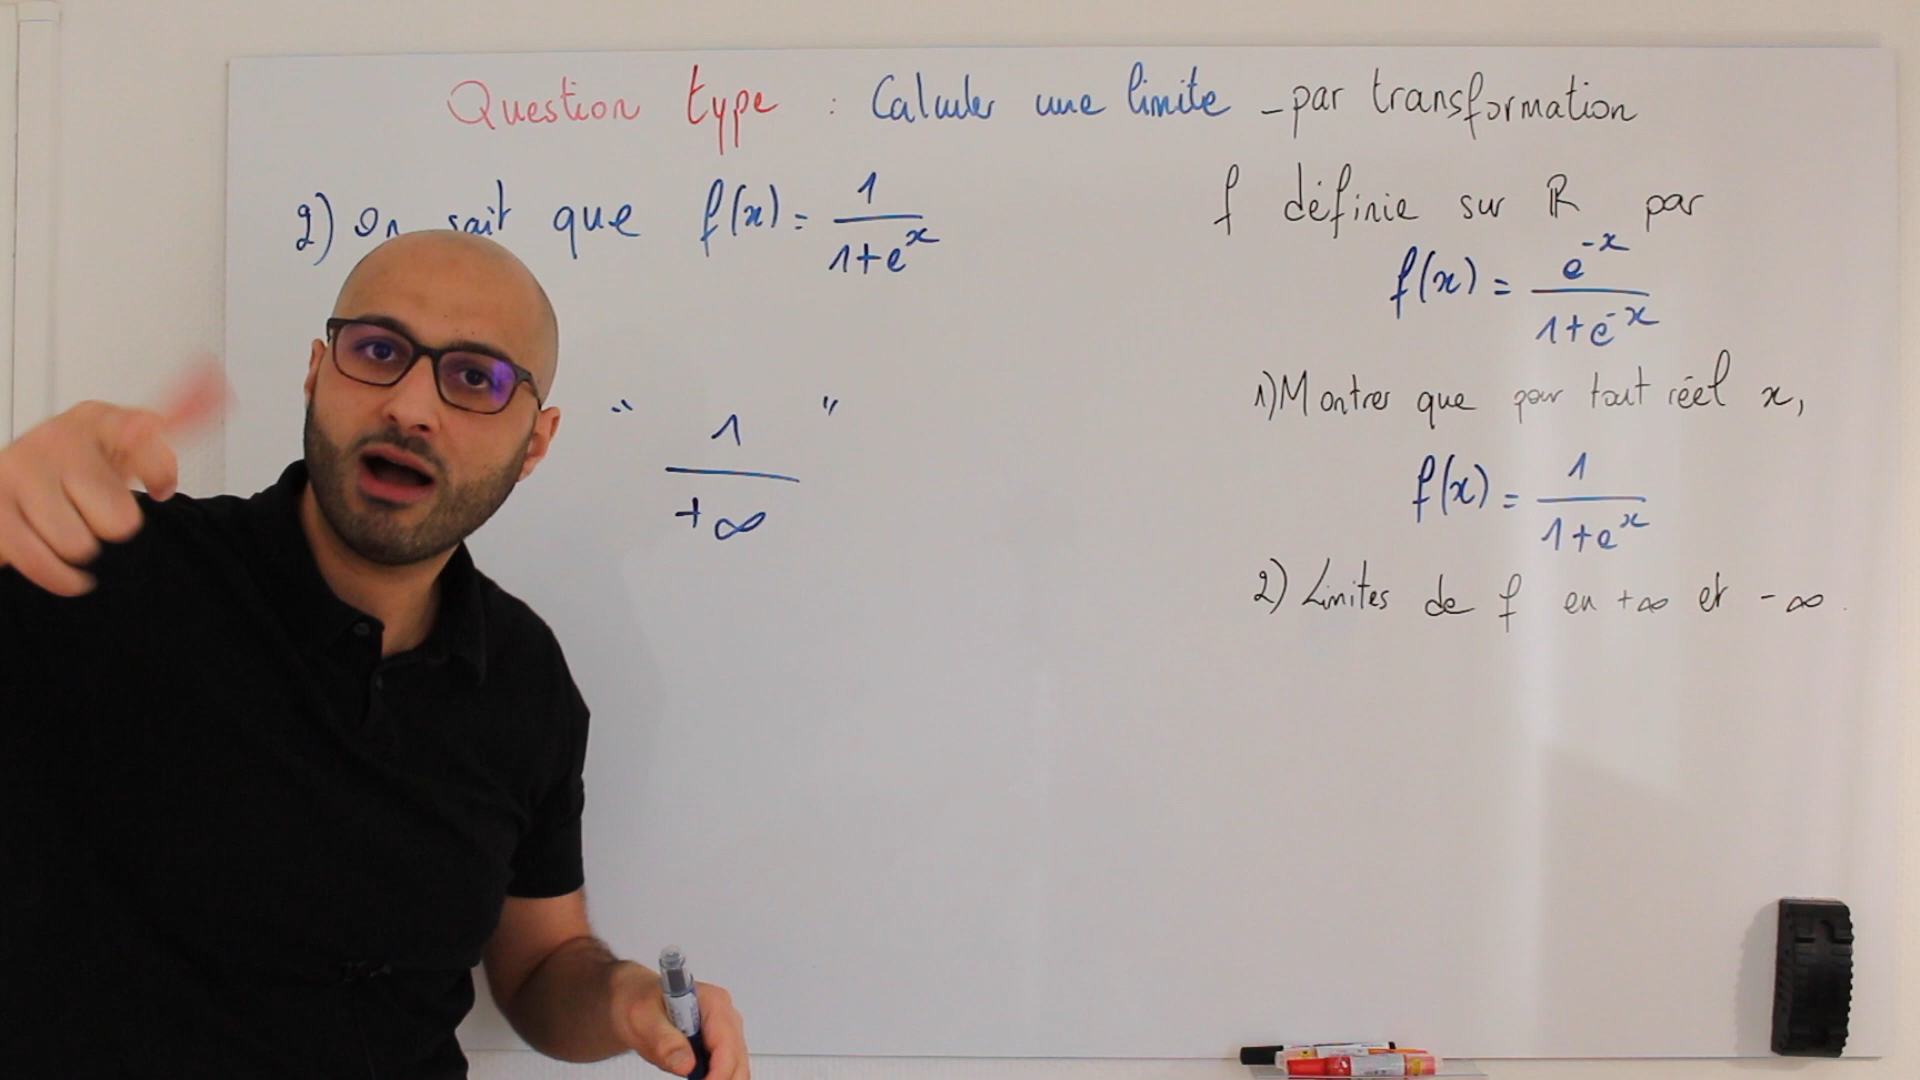 Question type : Calculer une limite - par transformation
2) On sait que f(x) = 1/(1+e^x)
" 1/+∞ "
f définie sur ℝ par
f(x) = e^-x/(1+e^-x)
1) Montrer que pour tout réel x,
f(x) = 1/(1+e^x)
2) Limites de f en +∞ et -∞.